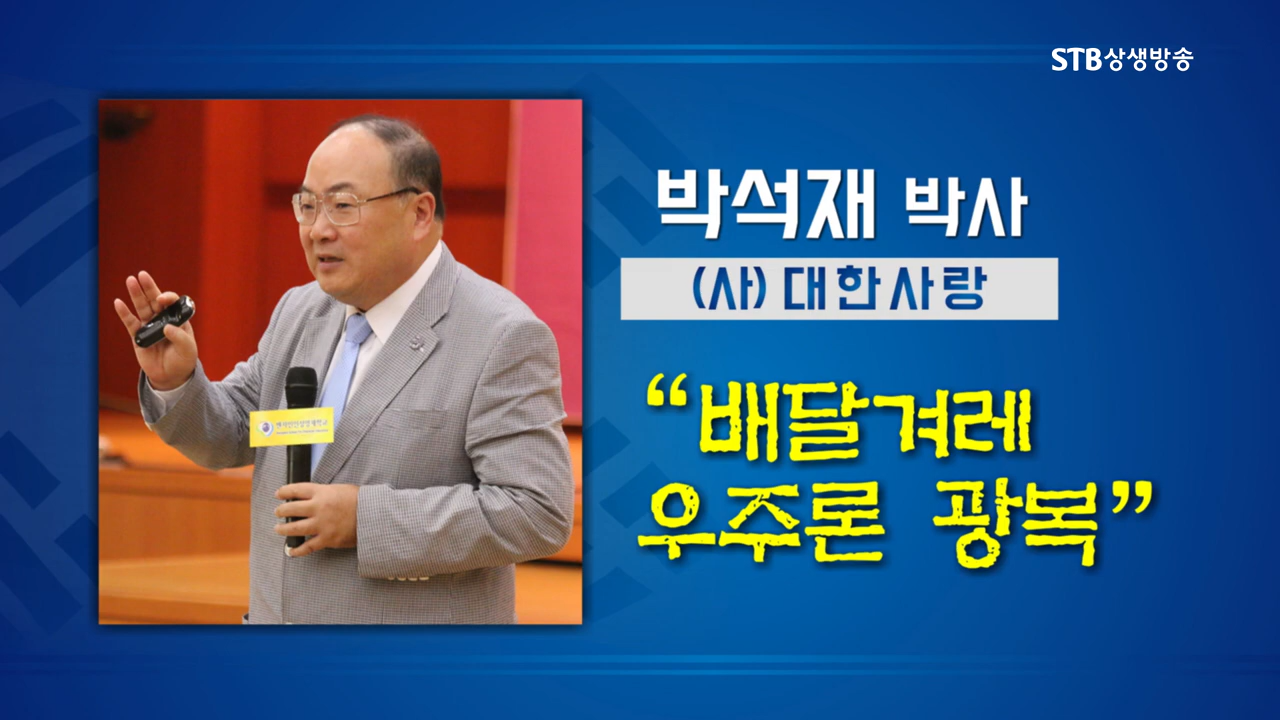 STB상생방송
박석재 박사
(사)대한사랑
“배달겨레
우주론 광복”